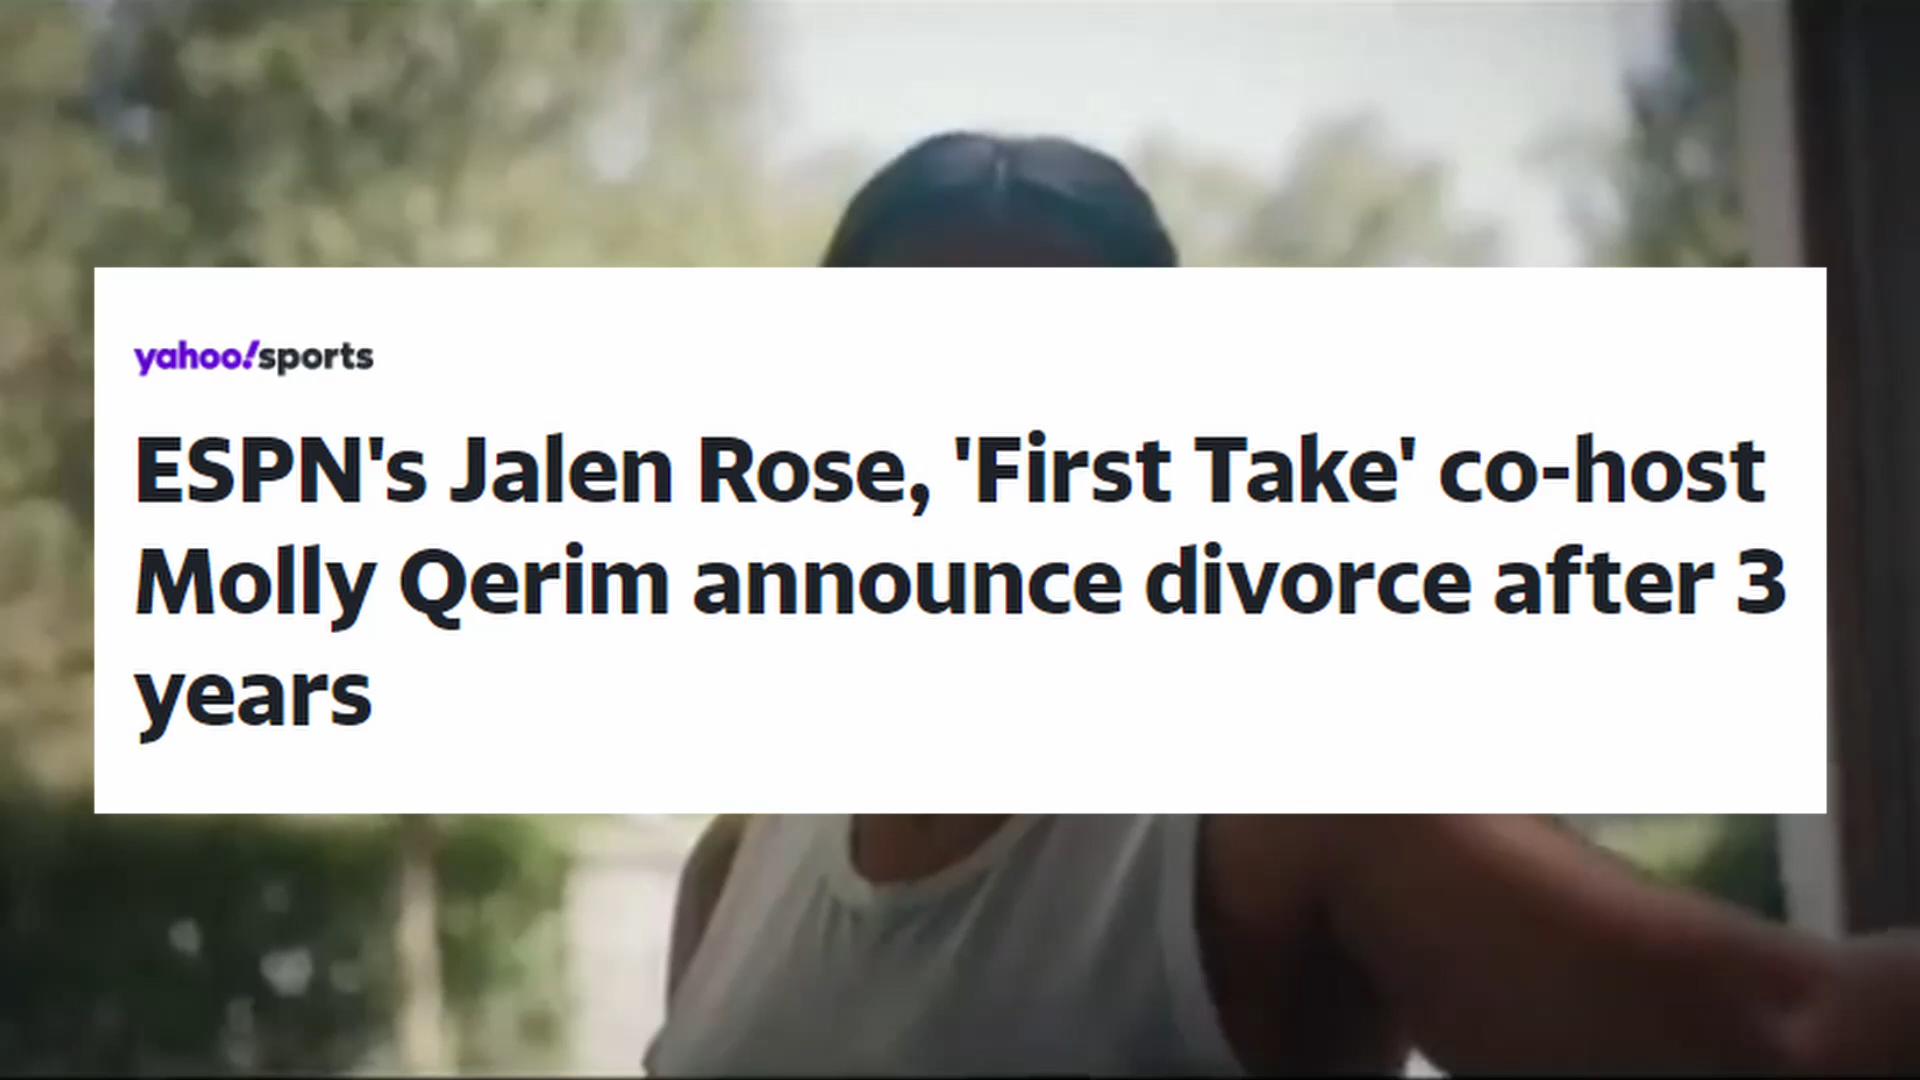 yahoo!sports
ESPN's Jalen Rose, 'First Take' co-host
Molly Qerim announce divorce after 3
years